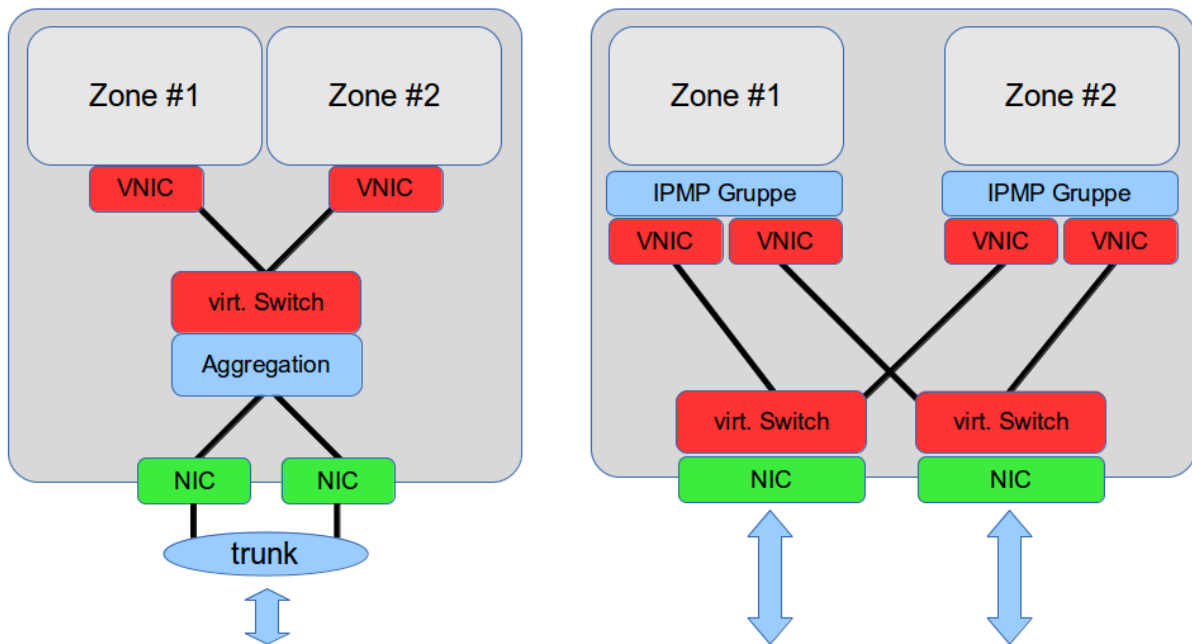 Zone #1
Zone #2
VNIC
VNIC
virt. Switch
Aggregation
NIC
NIC
trunk
Zone #1
Zone #2
IPMP Gruppe
IPMP Gruppe
VNIC
VNIC
VNIC
VNIC
virt. Switch
virt. Switch
NIC
NIC